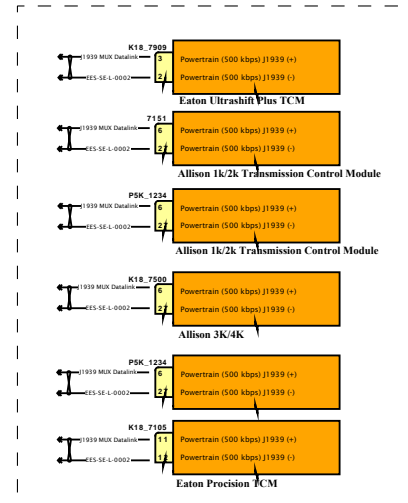 K18_7909
J1939 MUX Datalink 3 Powertrain (500 kbps) J1939 (+)
EES-SE-L-0002 2 Powertrain (500 kbps) J1939 (-)
Eaton Ultrashift Plus TCM
7151
J1939 MUX Datalink 6 Powertrain (500 kbps) J1939 (+)
EES-SE-L-0002 Powertrain (500 kbps) J1939 (-)
Allison 1k/2k Transmission Control Module
P5K_1234
J1939 MUX Datalink 6 Powertrain (500 kbps) J1939 (+)
EES-SE-L-0002 Powertrain (500 kbps) J1939 (-)
Allison 1k/2k Transmission Control Module
K18_7500
J1939 MUX Datalink 6 Powertrain (500 kbps) J1939 (+)
EES-SE-L-0002 Powertrain (500 kbps) J1939 (-)
Allison 3K/4K
P5K_1234
J1939 MUX Datalink 6 Powertrain (500 kbps) J1939 (+)
EES-SE-L-0002 Powertrain (500 kbps) J1939 (-)
K18_7105
J1939 MUX Datalink 11 Powertrain (500 kbps) J1939 (+)
EES-SE-L-0002 Powertrain (500 kbps) J1939 (-)
Eaton Procision TCM